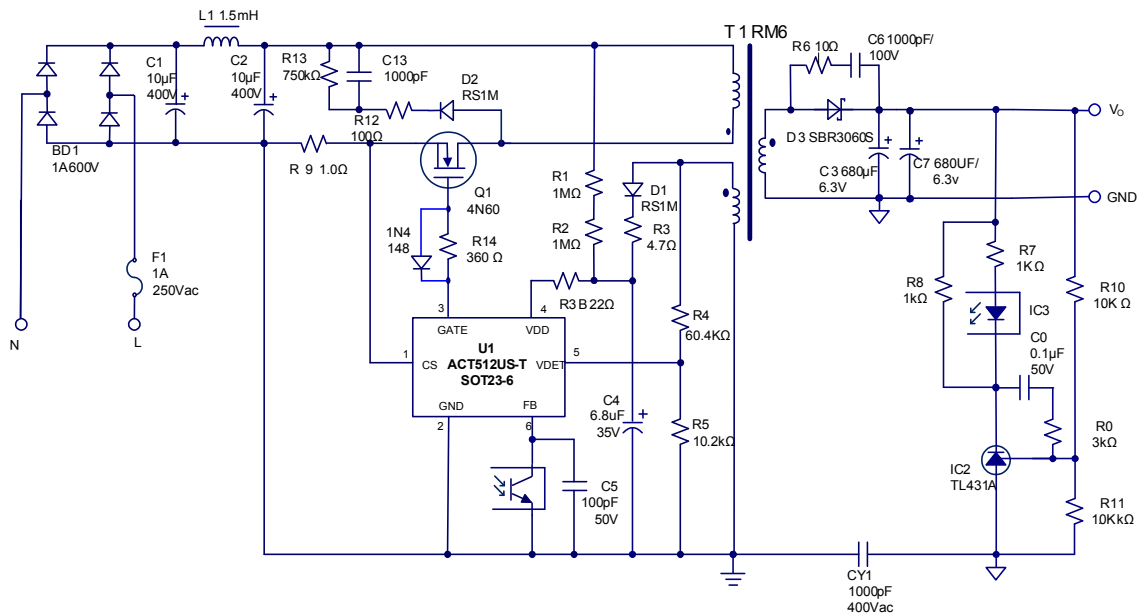 L1 1.5mH
T 1 RM6
C1
10µF
400V
C2
10µF
400V
R13
750kΩ
C13
1000pF
D2
RS1M
R12
100Ω
R6 10Ω
C6 1000pF/
100V
D3 SBR3060S
C3 680µF
6.3V
C7 680UF/
6.3v
VO
GND
BD1
1A600V
R 9 1.0Ω
Q1
4N60
R1
1MΩ
R2
1MΩ
D1
RS1M
R3
4.7Ω
1N4
148
R14
360 Ω
R3B 22Ω
F1
1A
250Vac
N
L
3
4
GATE
VDD
U1
ACT512US-T
SOT23-6
1
CS
VDET
5
GND
FB
2
6
R4
60.4KΩ
R5
10.2kΩ
C4
6.8uF
35V
C5
100pF
50V
R7
1KΩ
R8
1kΩ
IC3
R10
10KΩ
C0
0.1µF
50V
R0
3kΩ
IC2
TL431A
R11
10KkΩ
CY1
1000pF
400Vac